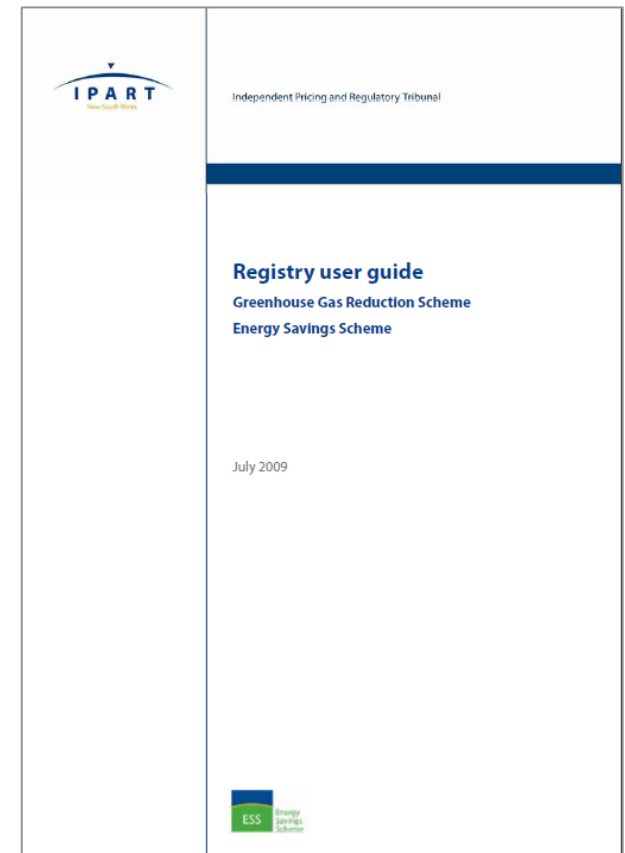 IPART
New South Wales
Independent Pricing and Regulatory Tribunal
Registry user guide
Greenhouse Gas Reduction Scheme
Energy Savings Scheme
July 2009
ESS
Energy
Savings
Scheme